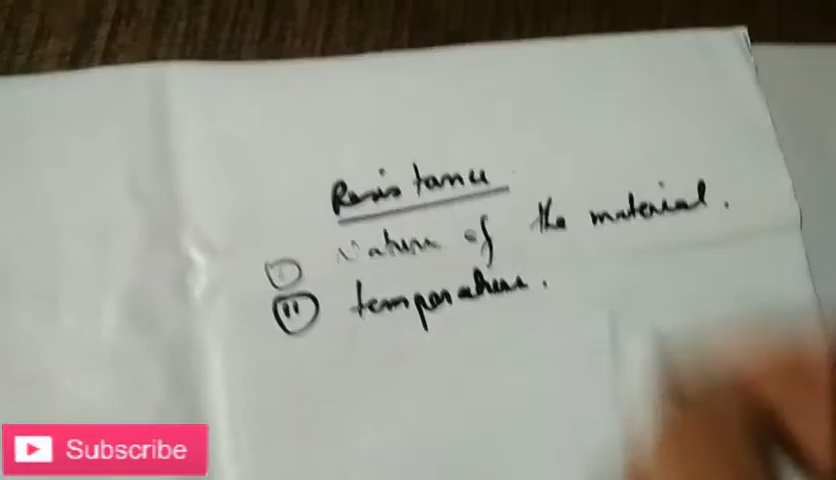 Resistance
(i) Nature of the material.
(ii) temperature.
Subscribe